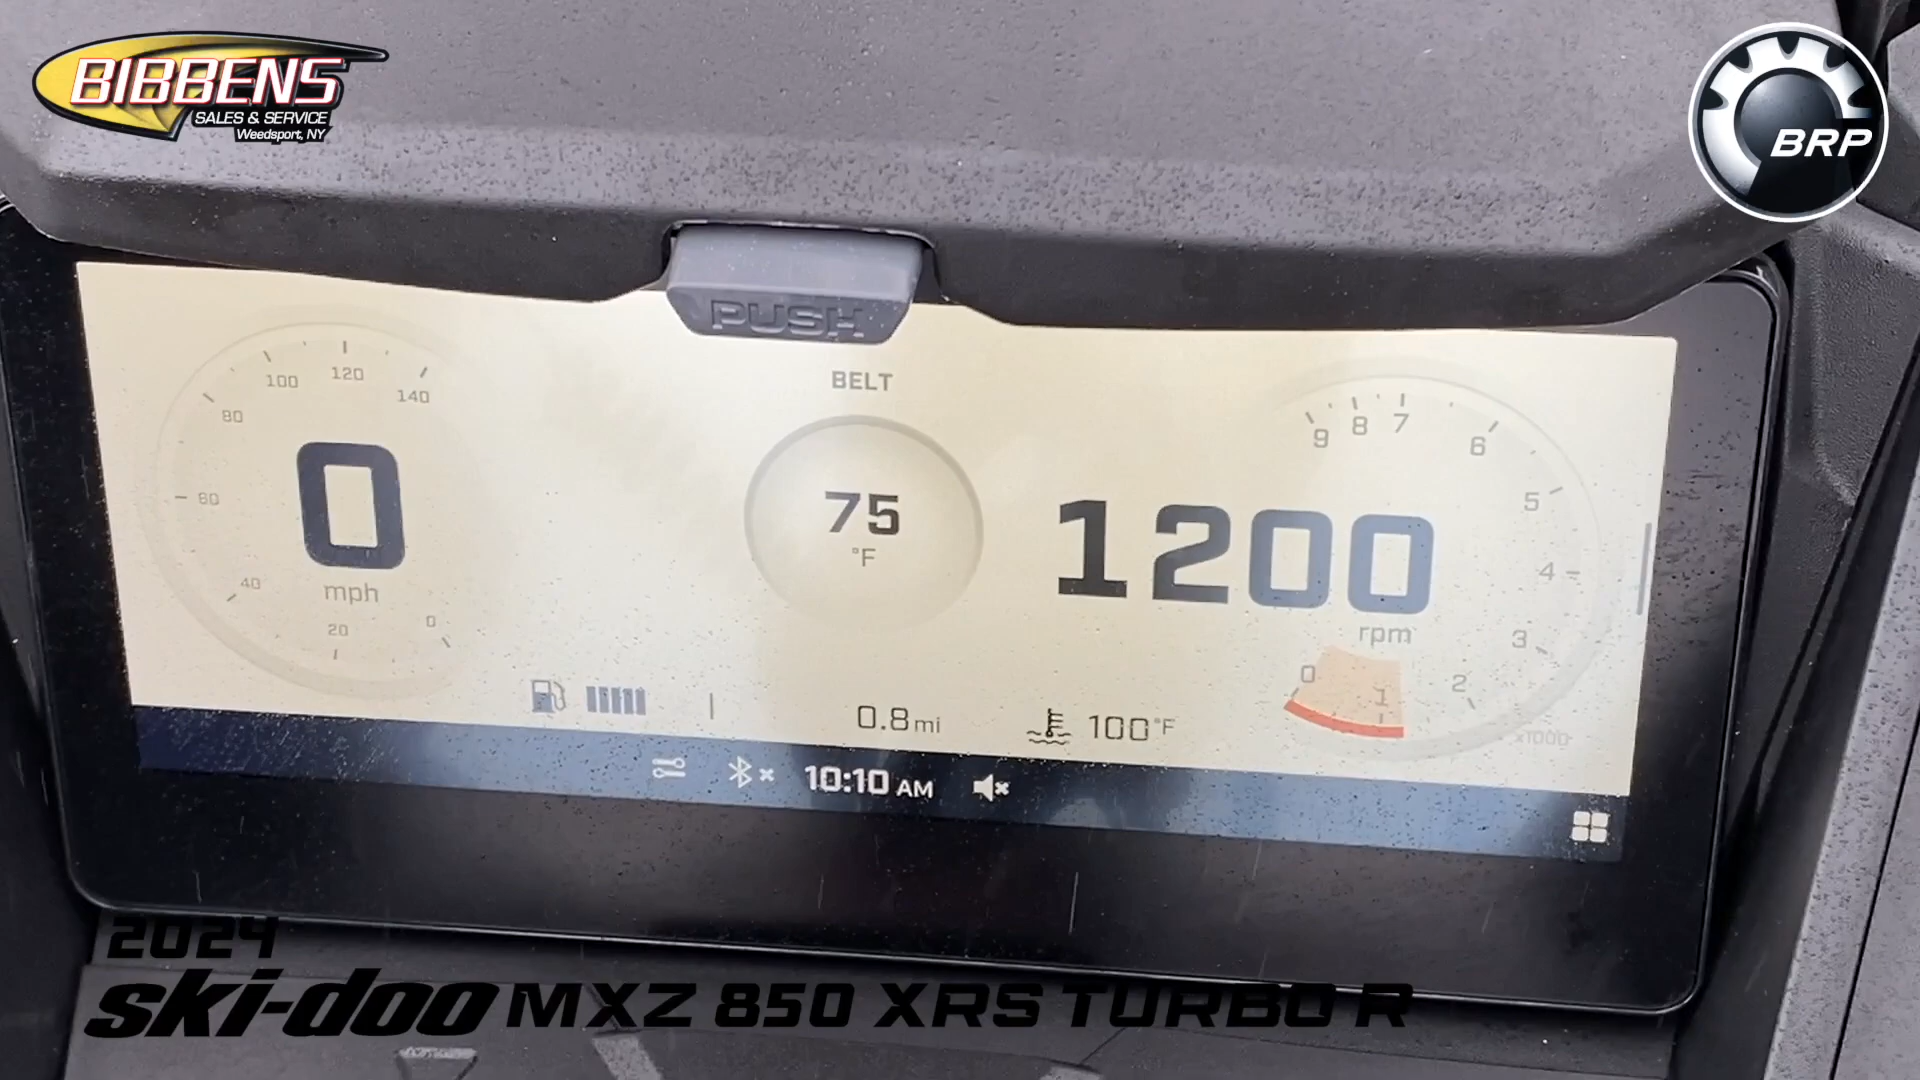 BIBBENS
SALES & SERVICE
Weedsport, NY
BRP
PUSH
BELT
75
°F
0
mph
0
20
40
60
80
100
120
140
1200
rpm
0
1
2
3
4
5
6
7
8
9
x1000
0.8 mi
100°F
10:10 AM
2024
ski-doo MXZ 850 XRS TURBO R